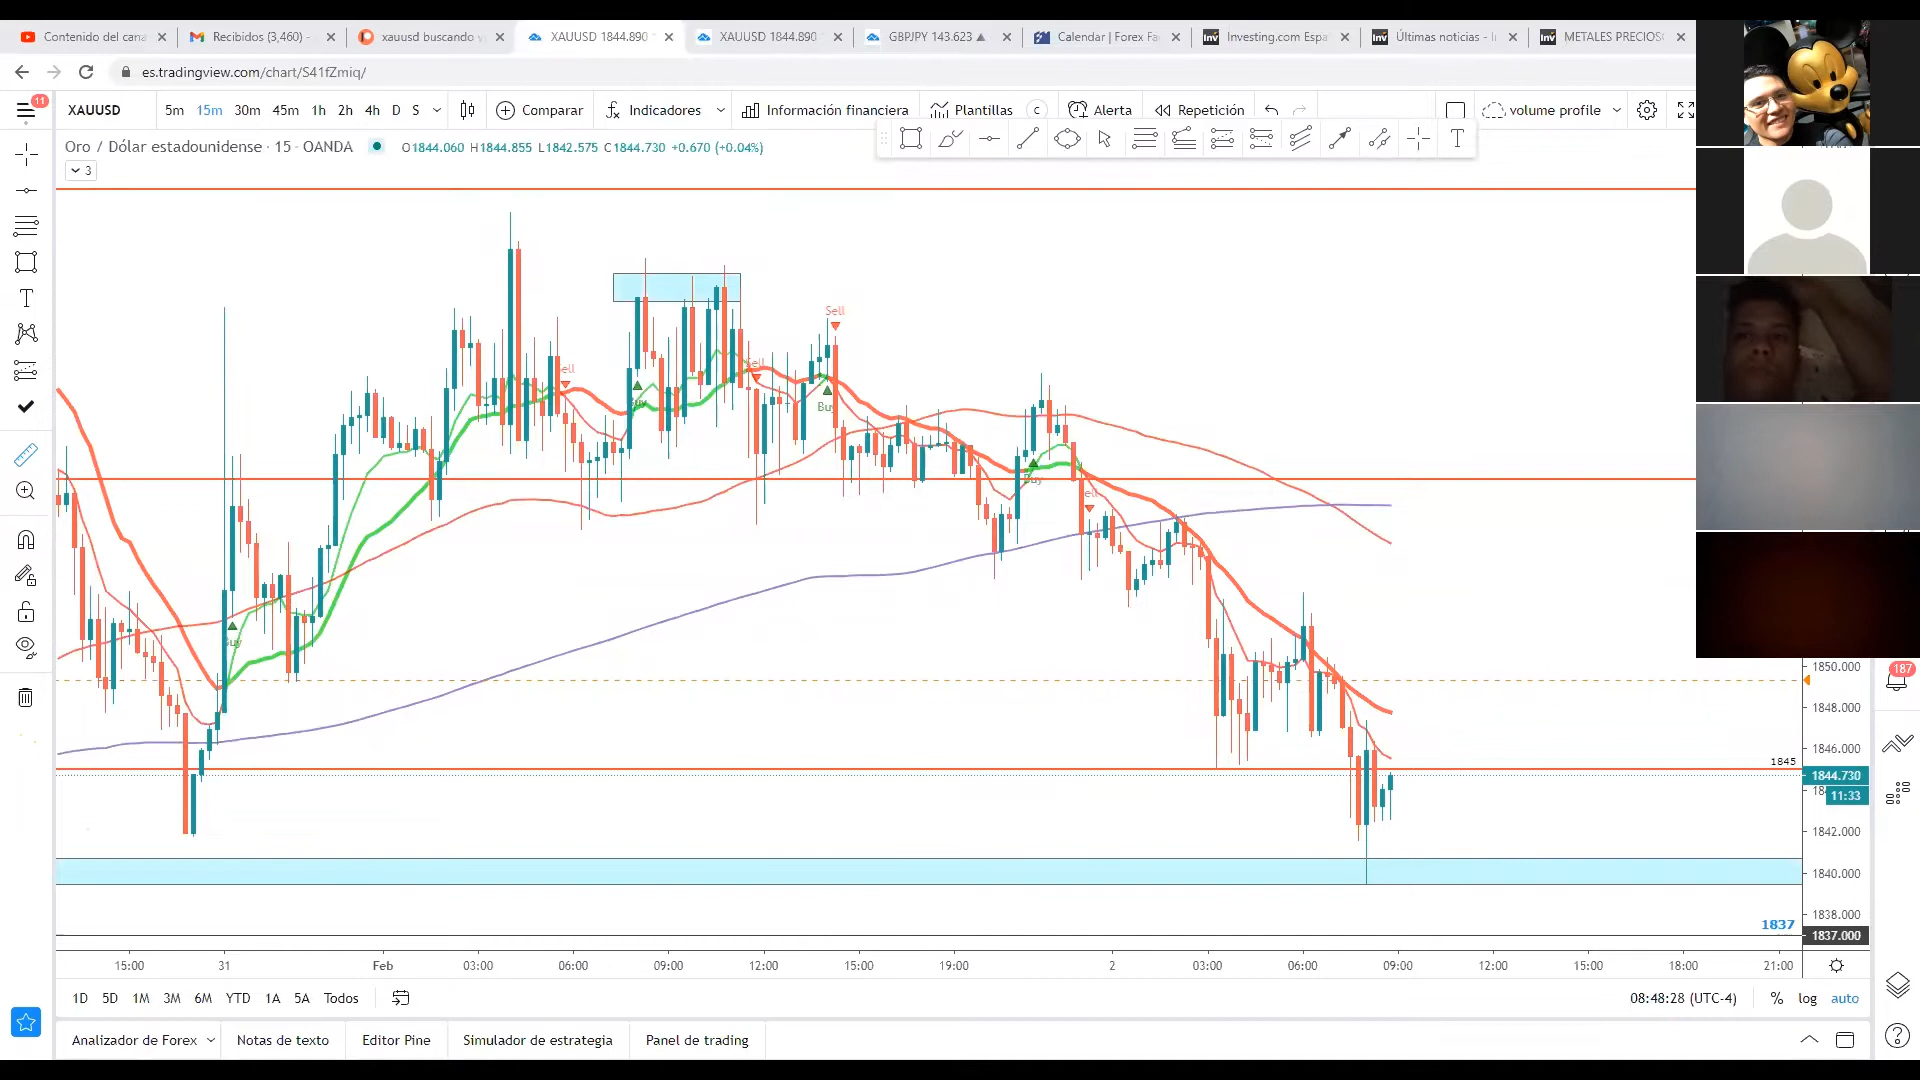 Contenido del cana
Recibidos (3,460) -
xauusd buscando y
XAUUSD 1844.890
XAUUSD 1844.890
GBPJPY 143.623 ▲
Calendar | Forex Fa
Investing.com Espa
Últimas noticias - I
METALES PRECIOS
es.tradingview.com/chart/S41fZmiq/
11
XAUUSD
5m 15m 30m 45m 1h 2h 4h D S
Comparar
Indicadores
Información financiera
Plantillas
c
Alerta
Repetición
volume profile
Oro / Dólar estadounidense · 15 · OANDA
O1844.060 H1844.855 L1842.575 C1844.730 +0.670 (+0.04%)
3
T
T
Sell
ell
Sell
Buy
Buy
Buy
ell
Buy
1850.000
187
1848.000
1846.000
1845
1844.730
11:33
1842.000
1840.000
1838.000
1837
1837.000
15:00 31 Feb 03:00 06:00 09:00 12:00 15:00 19:00 2 03:00 06:00 09:00 12:00 15:00 18:00 21:00
1D 5D 1M 3M 6M YTD 1A 5A Todos
08:48:28 (UTC-4)
% log auto
Analizador de Forex
Notas de texto
Editor Pine
Simulador de estrategia
Panel de trading